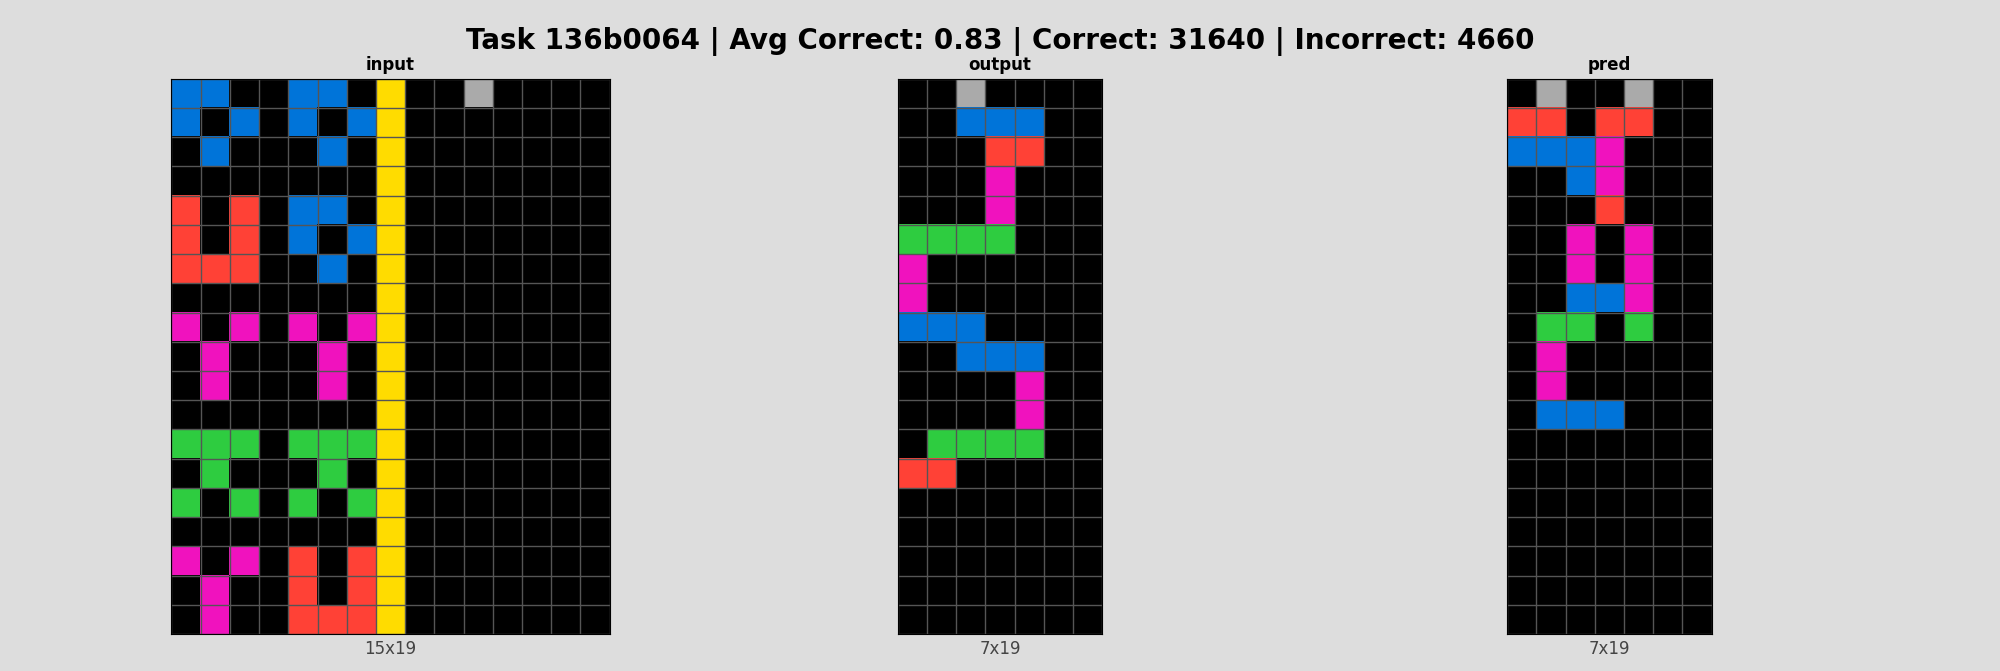 Task 136b0064 | Avg Correct: 0.83 | Correct: 31640 | Incorrect: 4660
input
output
pred
15x19
7x19
7x19